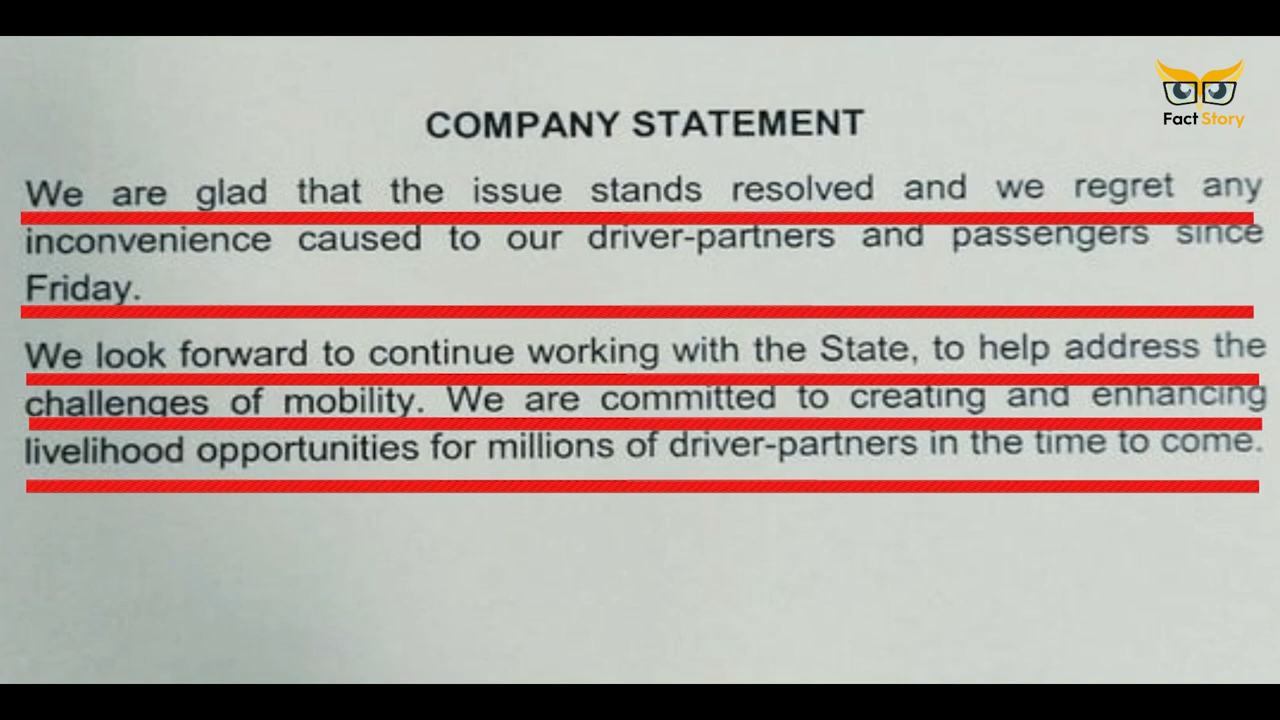 Fact Story
COMPANY STATEMENT
We are glad that the issue stands resolved and we regret any
inconvenience caused to our driver-partners and passengers since
Friday.
We look forward to continue working with the State, to help address the
challenges of mobility. We are committed to creating and enhancing
livelihood opportunities for millions of driver-partners in the time to come.